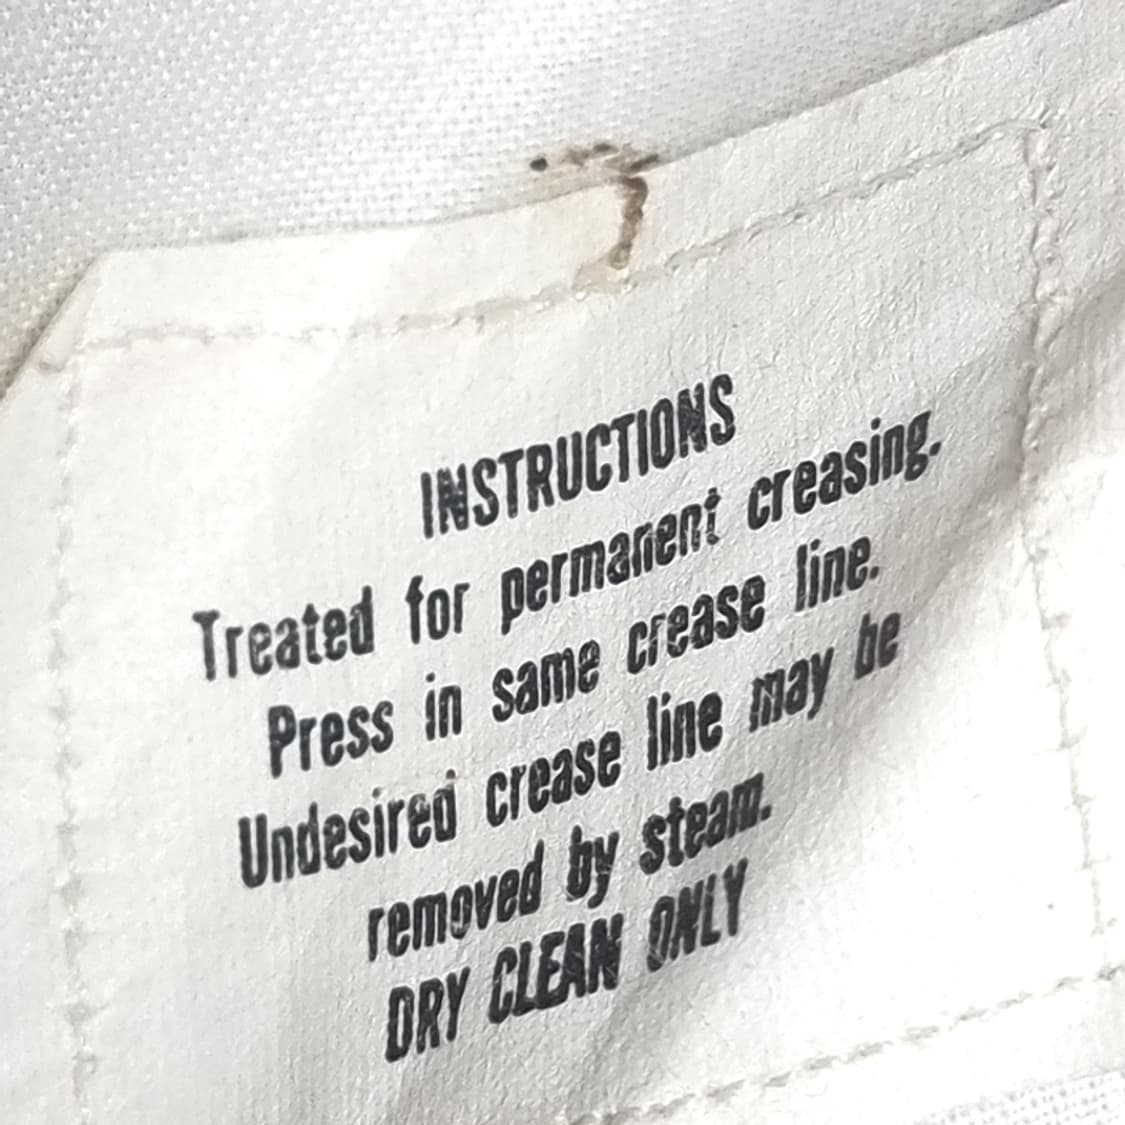 INSTRUCTIONS
Treated for permanent creasing.
Press in same crease line.
Undesired crease line may be
removed by steam.
DRY CLEAN ONLY